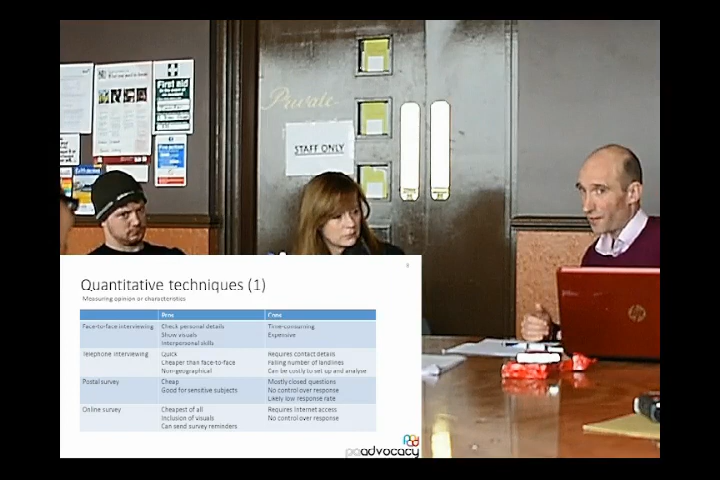 First aid
Private
STAFF ONLY
Quantitative techniques (1)
Measuring opinion or characteristics
Pros Cons
Face-to-face interviewing Check personal details Time-consuming
Show visuals Expensive
Interpersonal skills
Telephone interviewing Quick Requires contact details
Cheaper than face-to-face Falling number of landlines
Non-geographical Can be costly to set up and analyse
Postal survey Cheap Mostly closed questions
Good for sensitive subjects No control over response
Likely low response rate
Online survey Cheapest of all Requires Internet access
Inclusion of visuals No control over response
Can send survey reminders
paadvocacy
hp